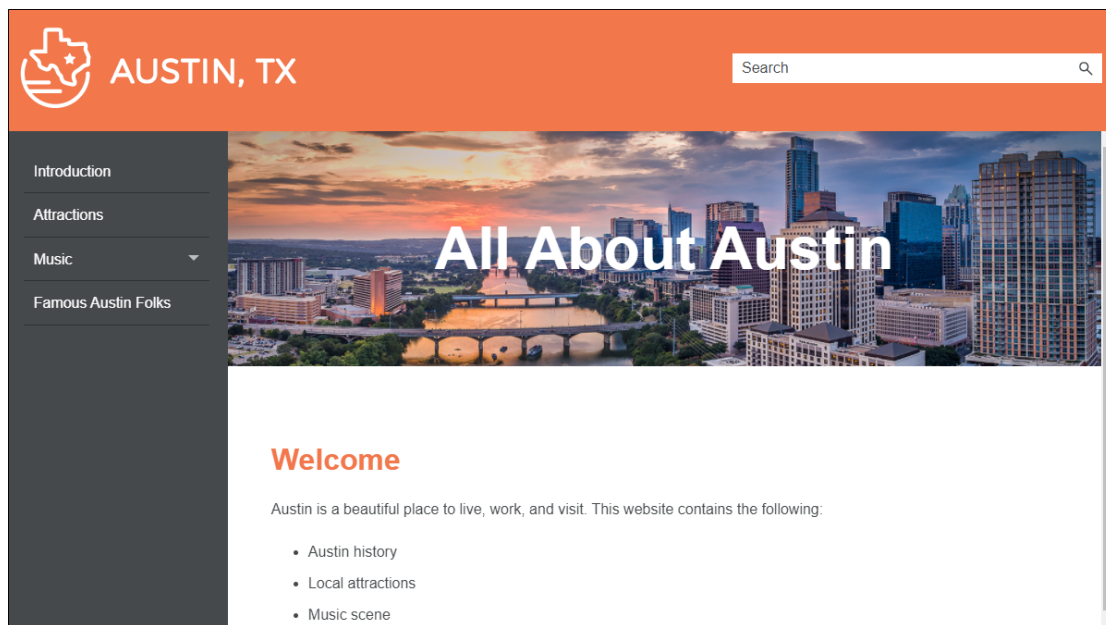 AUSTIN, TX
Search
Introduction
Attractions
Music
Famous Austin Folks
All About Austin
Welcome
Austin is a beautiful place to live, work, and visit. This website contains the following:
• Austin history
• Local attractions
• Music scene